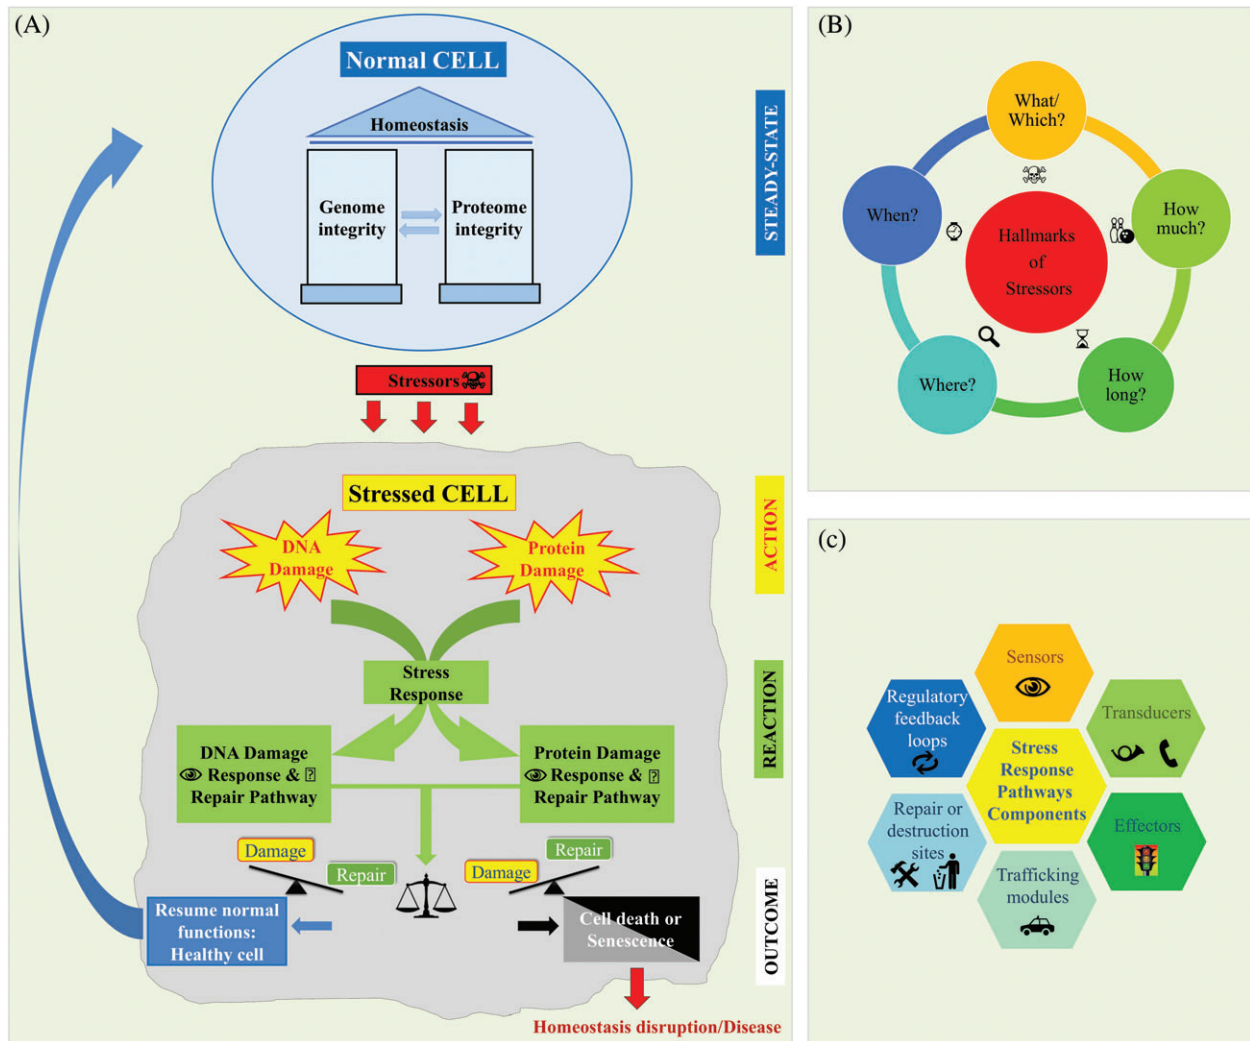 (A)
Normal CELL
Homeostasis
Genome
integrity
Proteome
integrity
STEADY-STATE
Stressors
Stressed CELL
DNA
Damage
Protein
Damage
ACTION
Stress
Response
REACTION
DNA Damage
Response &
Repair Pathway
Protein Damage
Response &
Repair Pathway
Damage
Repair
Damage
Repair
Resume normal
functions:
Healthy cell
Cell death or
Senescence
OUTCOME
Homeostasis disruption/Disease
(B)
What/
Which?
When?
How
much?
Hallmarks
of
Stressors
Where?
How
long?
(c)
Sensors
Regulatory
feedback
loops
Transducers
Stress
Response
Pathways
Components
Repair or
destruction
sites
Effectors
Trafficking
modules